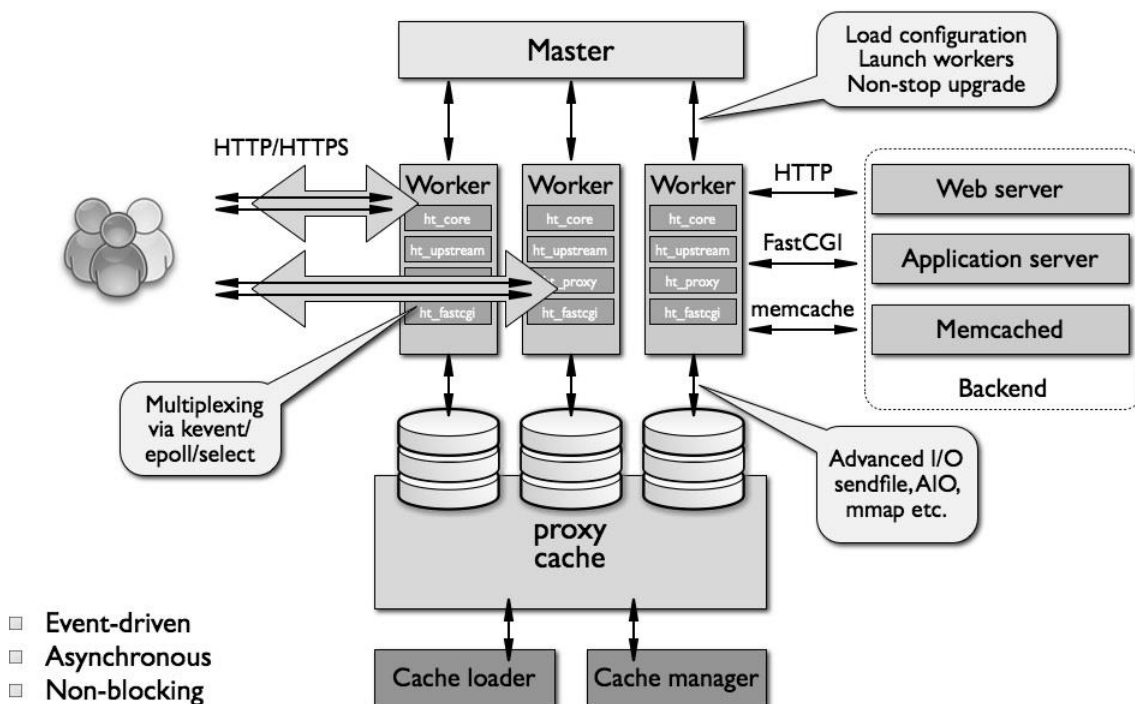 Master
Load configuration
Launch workers
Non-stop upgrade
HTTP/HTTPS
Worker
ht_core
ht_upstream
ht_fastcgi
Worker
ht_core
ht_upstream
_proxy
ht_fastcgi
Worker
ht_core
ht_upstream
ht_proxy
ht_fastcgi
HTTP
FastCGI
memcache
Web server
Application server
Memcached
Backend
Multiplexing
via kevent/
epoll/select
Advanced I/O
sendfile, AIO,
mmap etc.
proxy
cache
Event-driven
Asynchronous
Non-blocking
Cache loader
Cache manager